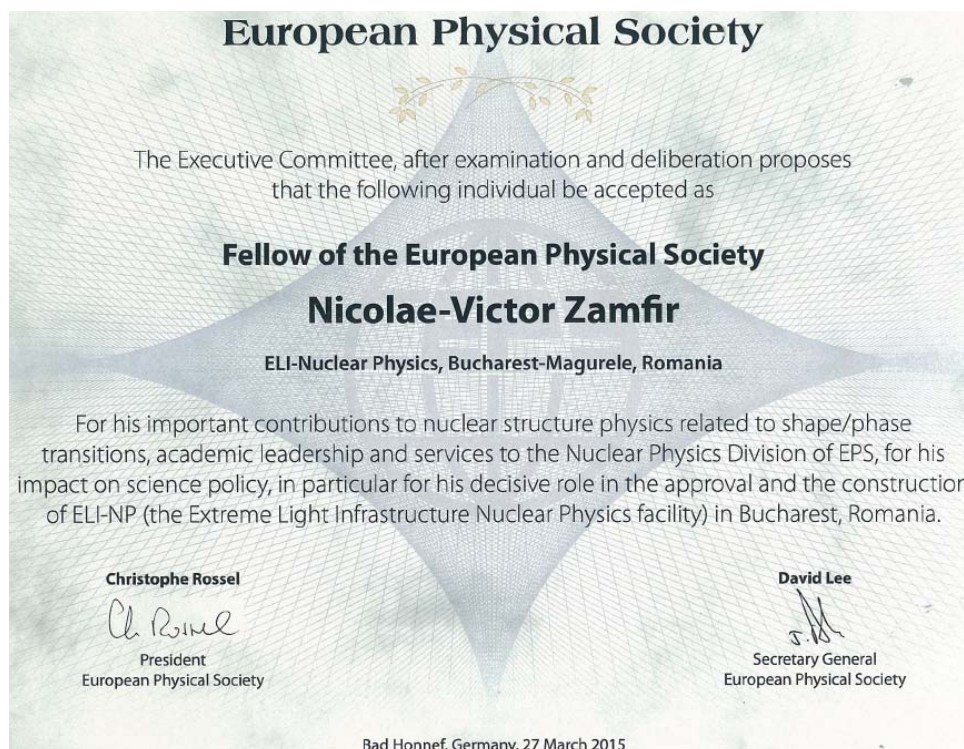 European Physical Society
The Executive Committee, after examination and deliberation proposes
that the following individual be accepted as
Fellow of the European Physical Society
Nicolae-Victor Zamfir
ELI-Nuclear Physics, Bucharest-Magurele, Romania
For his important contributions to nuclear structure physics related to shape/phase
transitions, academic leadership and services to the Nuclear Physics Division of EPS, for his
impact on science policy, in particular for his decisive role in the approval and the construction
of ELI-NP (the Extreme Light Infrastructure Nuclear Physics facility) in Bucharest, Romania.
Christophe Rossel
Ch. Rossel
President
European Physical Society
David Lee
Secretary General
European Physical Society
Bad Honnef, Germany, 27 March 2015